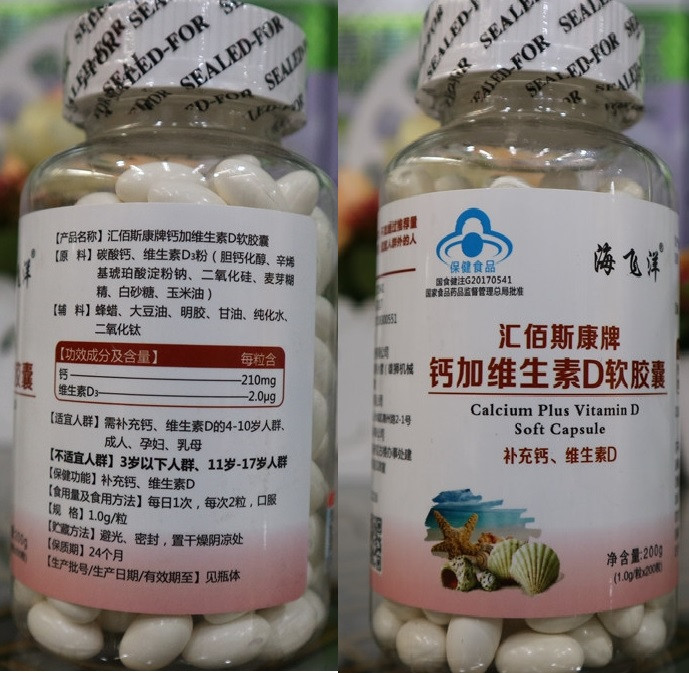 SEALED-FOR
SEALED-FOR
【产品名称】汇佰斯康牌钙加维生素D软胶囊
【原 料】碳酸钙、维生素D₃粉（胆钙化醇、辛烯
基琥珀酸淀粉钠、二氧化硅、麦芽糊
精、白砂糖、玉米油）
【辅 料】蜂蜡、大豆油、明胶、甘油、纯化水、
二氧化钛
【功效成分及含量】 每粒含
钙 210mg
维生素D₃ 2.0μg
【适宜人群】需补充钙、维生素D的4-10岁人群、
成人、孕妇、乳母
【不适宜人群】3岁以下人群、11岁-17岁人群
【保健功能】补充钙、维生素D
【食用量及食用方法】每日1次，每次2粒，口服
【规 格】1.0g/粒
【贮藏方法】避光、密封，置干燥阴凉处
【保质期】24个月
【生产批号/生产日期/有效期至】见瓶体
飞洋®
胶囊
SEALED-FOR
SEALED-FOR
保健食品
国食健注G20170541
国家食品药品监督管理总局批准
海飞洋®
汇佰斯康牌
钙加维生素D软胶囊
Calcium Plus Vitamin D
Soft Capsule
补充钙、维生素D
净含量:200g
(1.0g/粒x200粒)